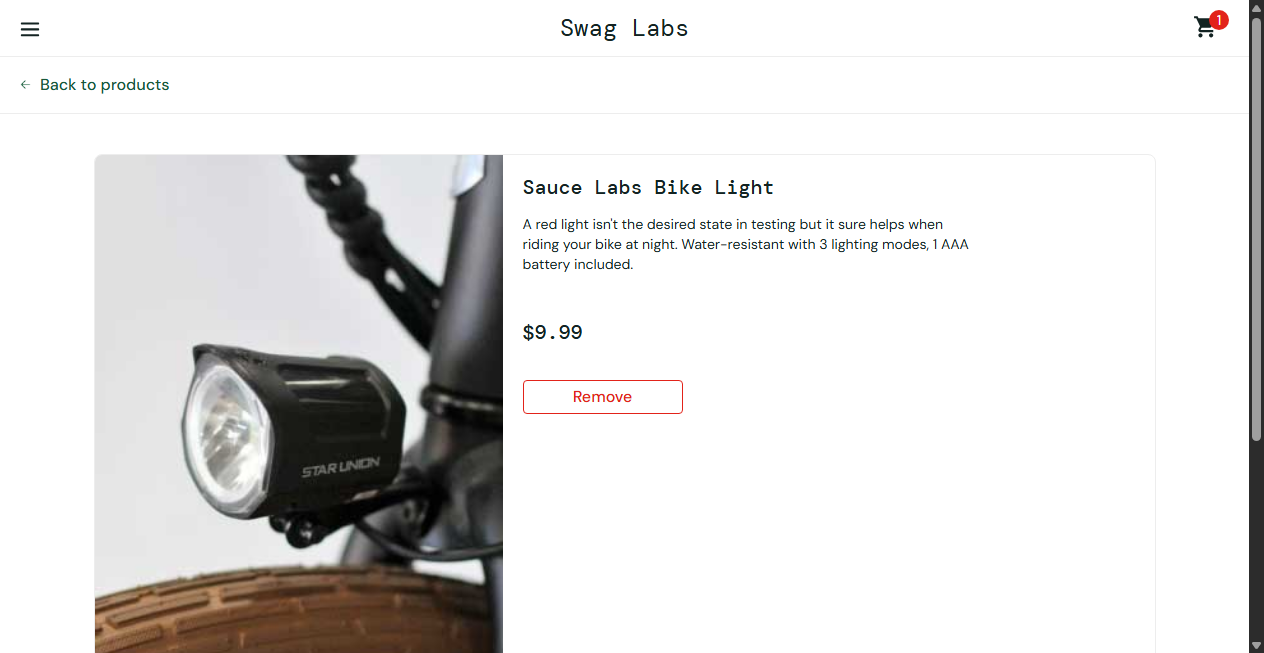 Swag Labs
1
Back to products
Sauce Labs Bike Light
A red light isn't the desired state in testing but it sure helps when
riding your bike at night. Water-resistant with 3 lighting modes, 1 AAA
battery included.
$9.99
Remove
STAR UNION